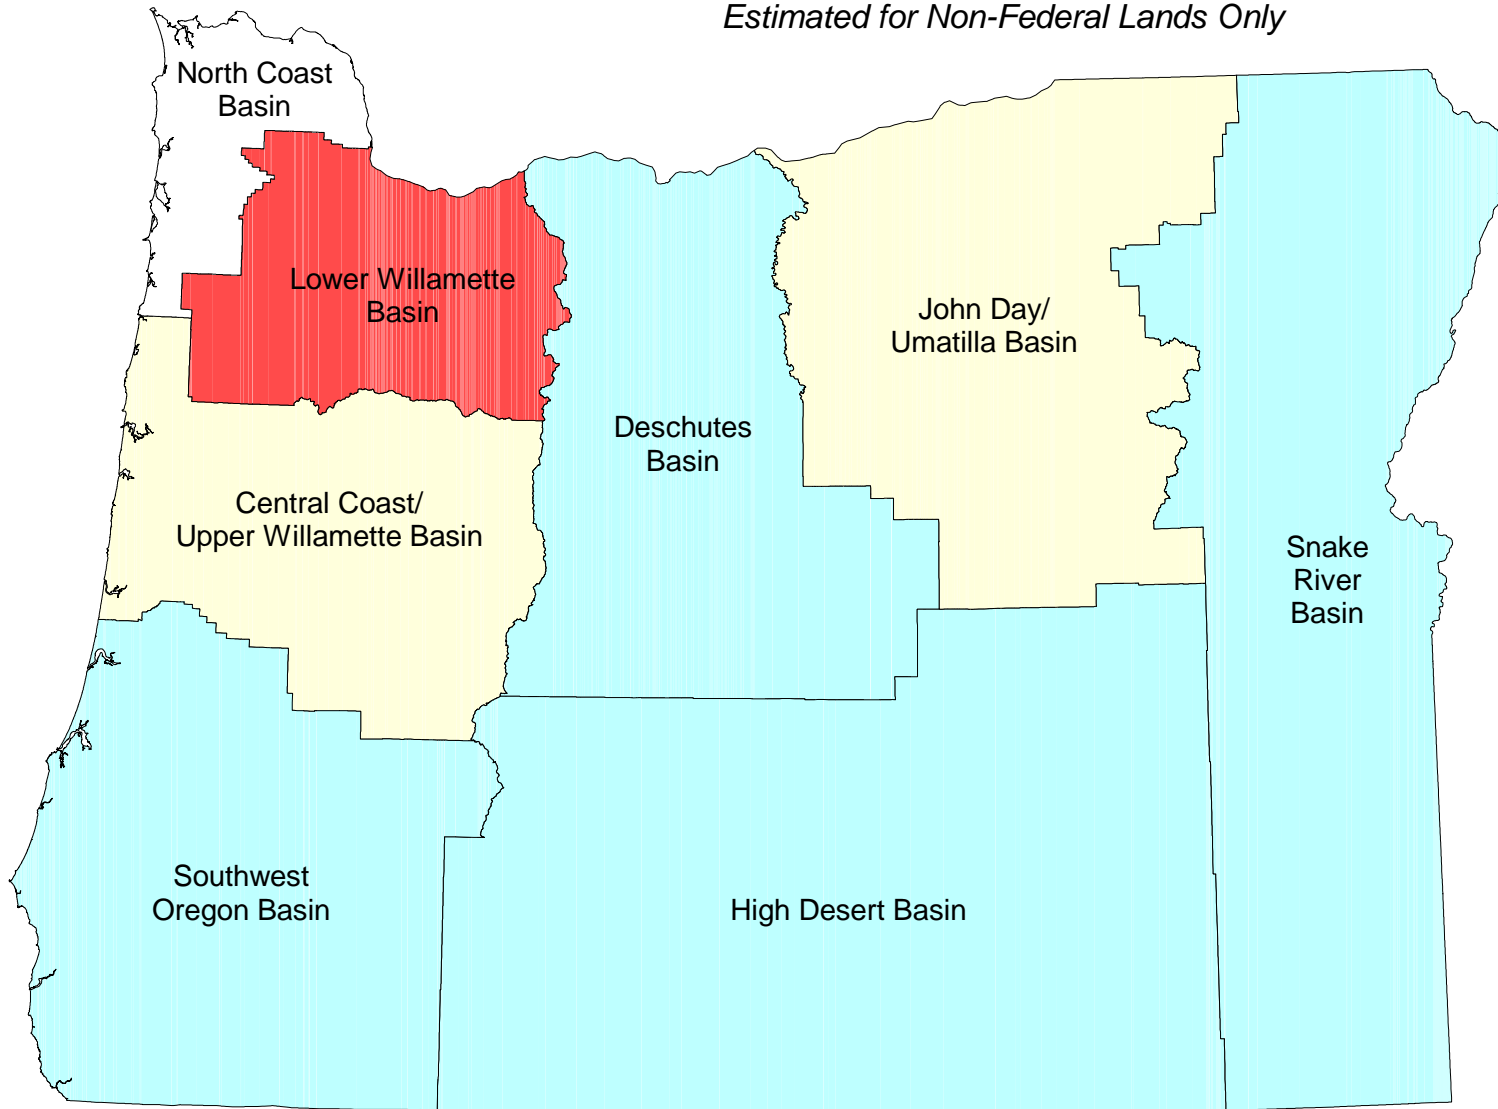 Estimated for Non-Federal Lands Only
North Coast
Basin
Lower Willamette
Basin
John Day/
Umatilla Basin
Deschutes
Basin
Central Coast/
Upper Willamette Basin
Snake
River
Basin
Southwest
Oregon Basin
High Desert Basin